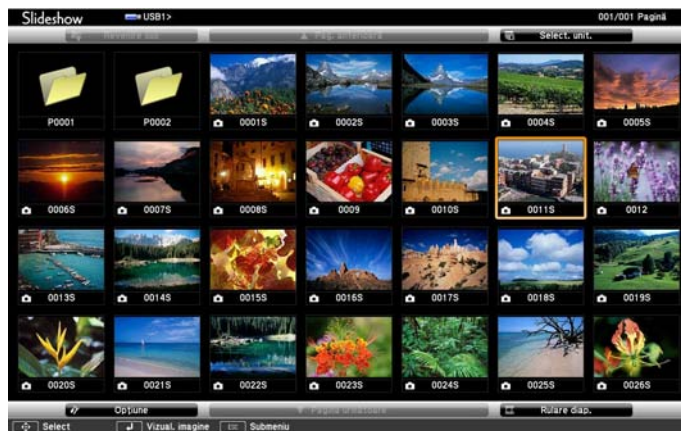 Slideshow USB1> 001/001 Pagină
Revenire sus Pag. anterioară Select. unit.
P0001 P0002 0001S 0002S 0003S 0004S 0005S
0006S 0007S 0008S 0009 0010S 0011S 0012
0013S 0014S 0015S 0016S 0017S 0018S 0019S
0020S 0021S 0022S 0023S 0024S 0025S 0026S
Opţiune Pagina următoare Rulare diap.
Select Vizual. imagine Submeniu